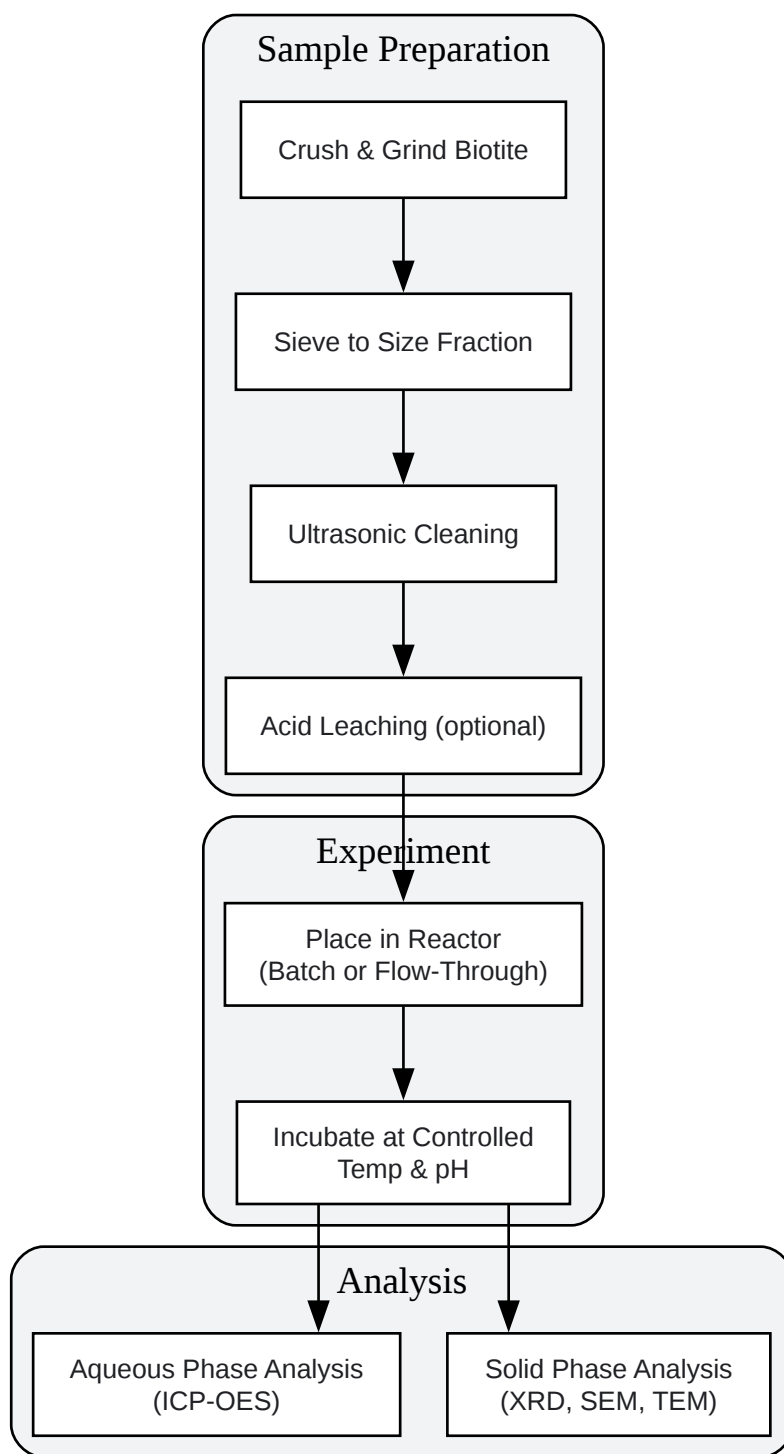 Sample Preparation
Crush & Grind Biotite
Sieve to Size Fraction
Ultrasonic Cleaning
Acid Leaching (optional)
Experiment
Place in Reactor
(Batch or Flow-Through)
Incubate at Controlled
Temp & pH
Analysis
Aqueous Phase Analysis
(ICP-OES)
Solid Phase Analysis
(XRD, SEM, TEM)